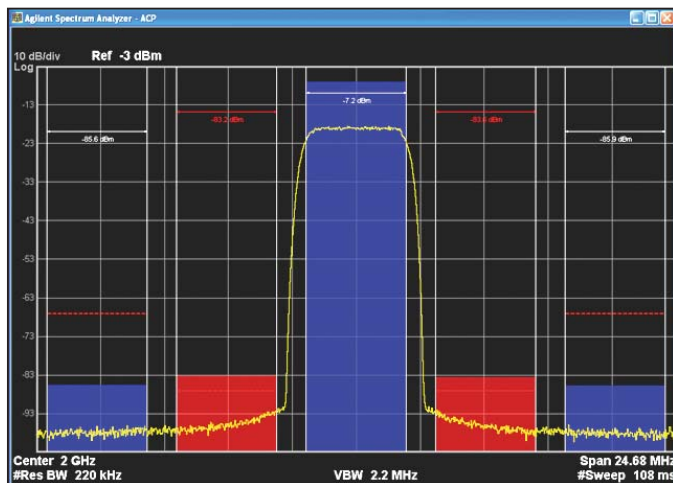 Agilent Spectrum Analyzer - ACP
10 dB/div Ref -3 dBm
Log
-7.2 dBm
-13
-83.2 dBm
-83.6 dBm
-85.6 dBm
-85.9 dBm
-23
-33
-43
-53
-63
-73
-83
-93
Center 2 GHz Span 24.68 MHz
#Res BW 220 kHz VBW 2.2 MHz #Sweep 108 ms